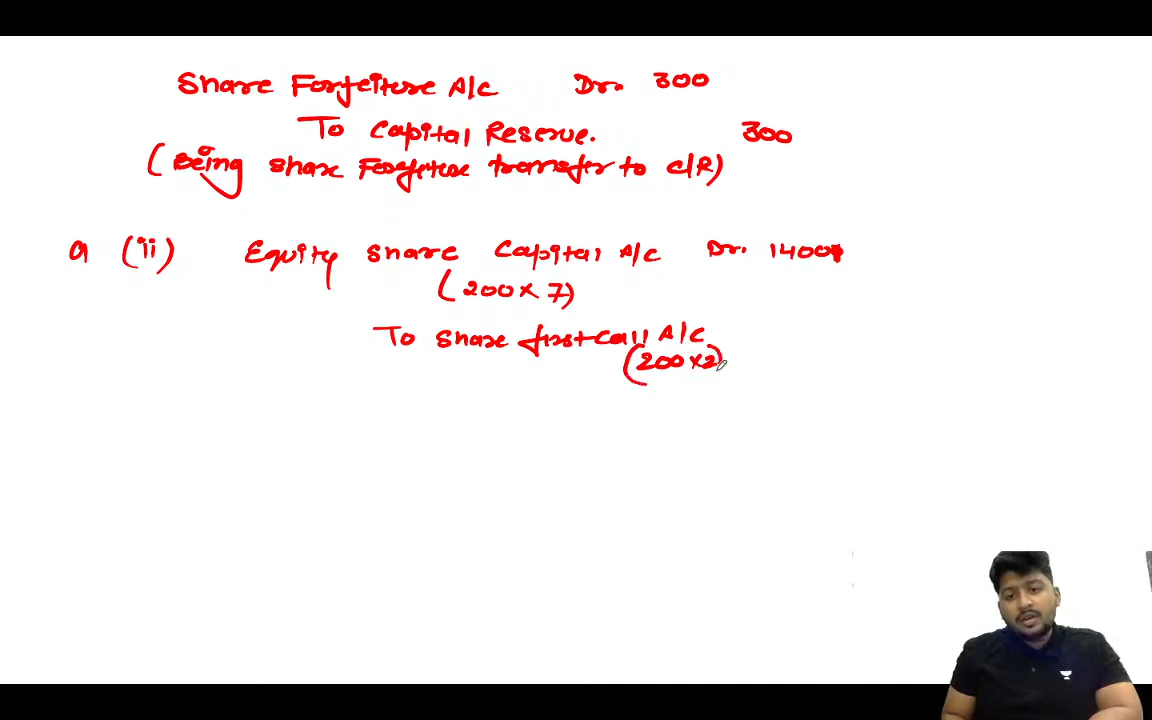 Share Forfeiture A/c Dr. 300
To Capital Reserve. 300
(Being share Forfeiture transfer to C/R)
a (ii) Equity share Capital A/c Dr. 1400
(200 x 7)
To share first call A/c
(200 x 2)